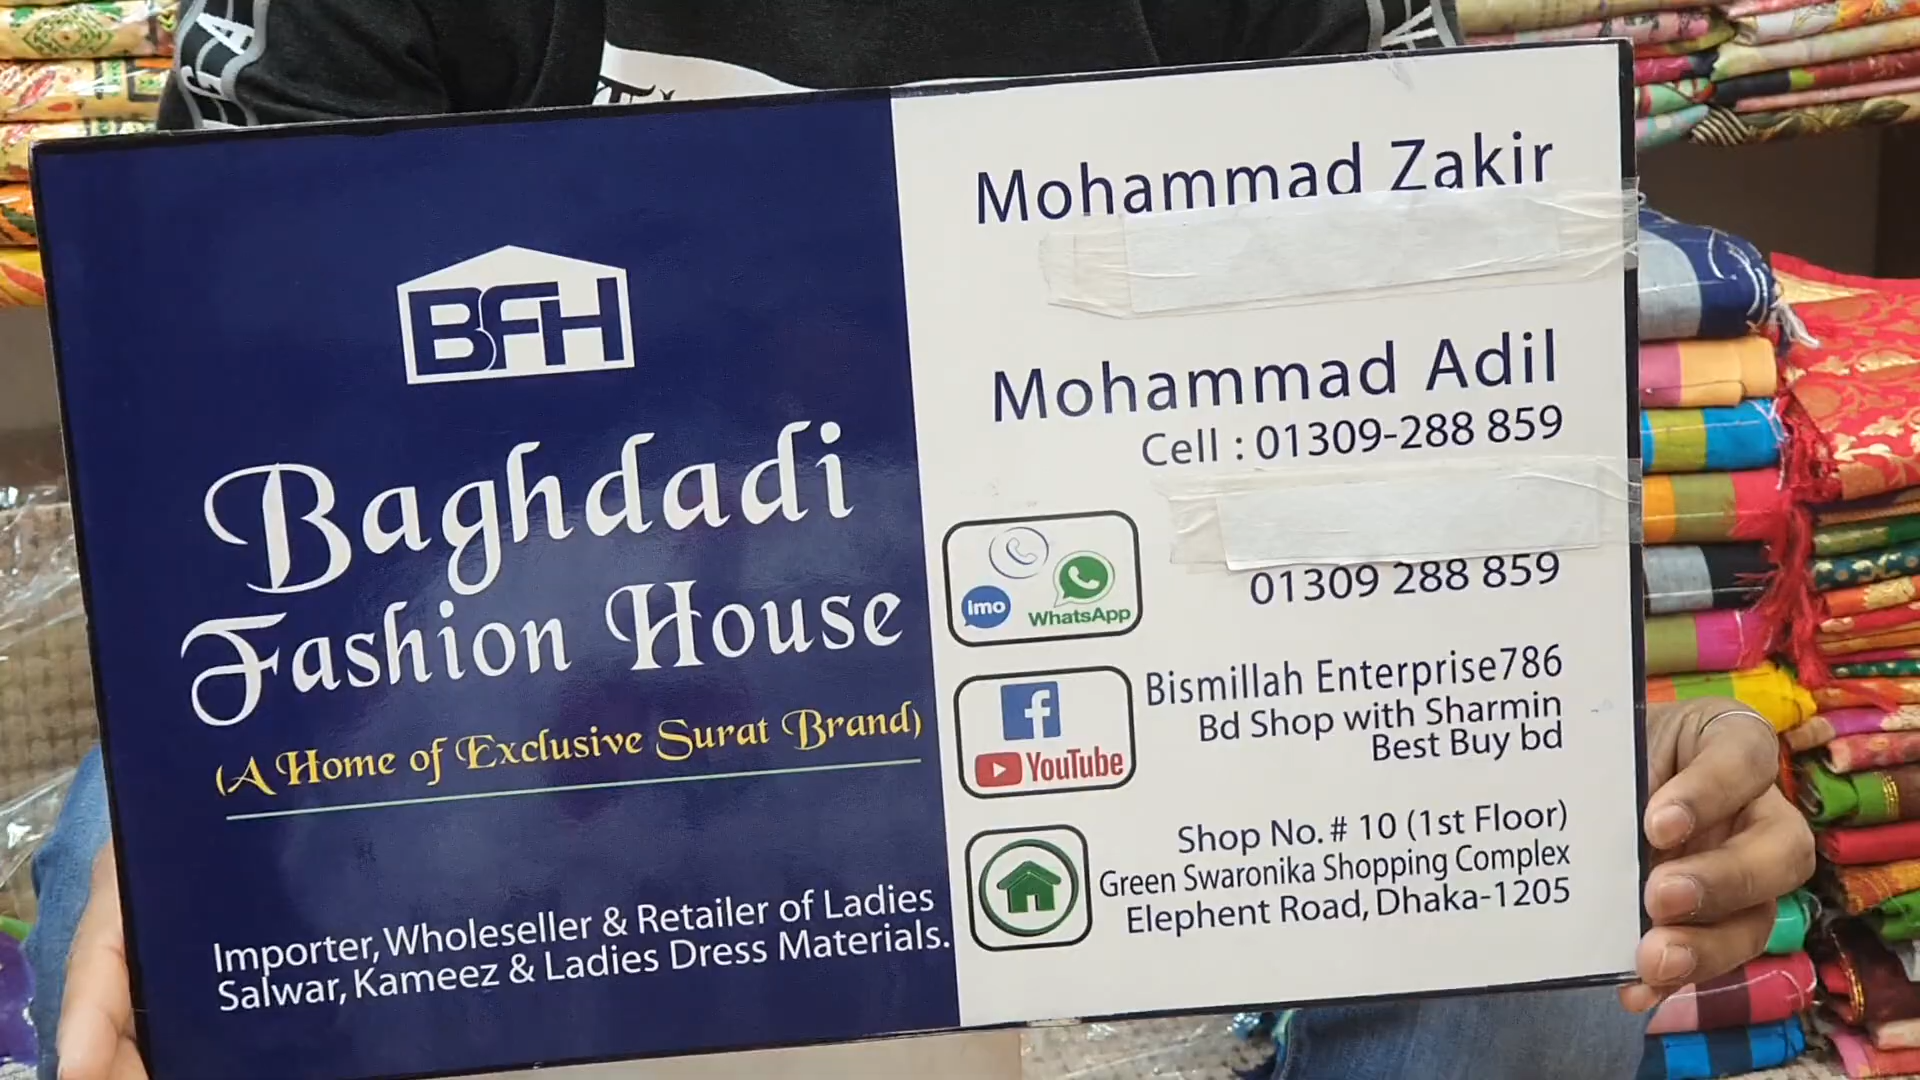 BFH
Baghdadi
Fashion House
(A Home of Exclusive Surat Brand)
Importer, Wholeseller & Retailer of Ladies
Salwar, Kameez & Ladies Dress Materials.
Mohammad Zakir
Mohammad Adil
Cell : 01309-288 859
imo
WhatsApp
01309 288 859
f
YouTube
Bismillah Enterprise786
Bd Shop with Sharmin
Best Buy bd
Shop No. # 10 (1st Floor)
Green Swaronika Shopping Complex
Elephent Road, Dhaka-1205